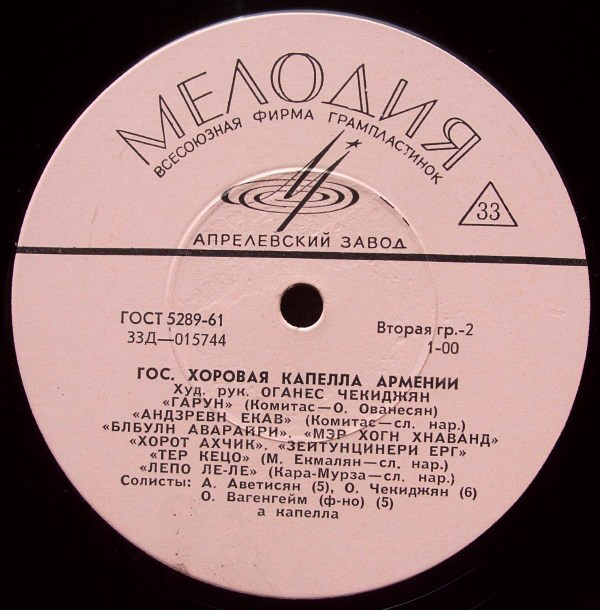 МЕЛОДИЯ
ВСЕСОЮЗНАЯ ФИРМА ГРАМПЛАСТИНОК
33
АПРЕЛЕВСКИЙ ЗАВОД
ГОСТ 5289-61
33Д—015744
Вторая гр.-2
1-00
ГОС. ХОРОВАЯ КАПЕЛЛА АРМЕНИИ
Худ. рук. ОГАНЕС ЧЕКИДЖЯН
«ГАРУН» (Комитас—О. Ованесян)
«АНДЗРЕВН ЕКАВ» (Комитас—сл. нар.)
«БЛБУЛН АВАРАЙРИ». «МЭР ХОГН ХНАВАНД»
«ХОРОТ АХЧИК». «ЗЕЙТУНЦИНЕРИ ЕРГ»
«ТЕР КЕЦО» (М. Екмалян—сл. нар.)
«ЛЕПО ЛЕ-ЛЕ» (Кара-Мурза—сл. нар.)
Солисты: А. Аветисян (5), О. Чекиджян (6)
О. Вагенгейм (ф-но) (5)
а капелла